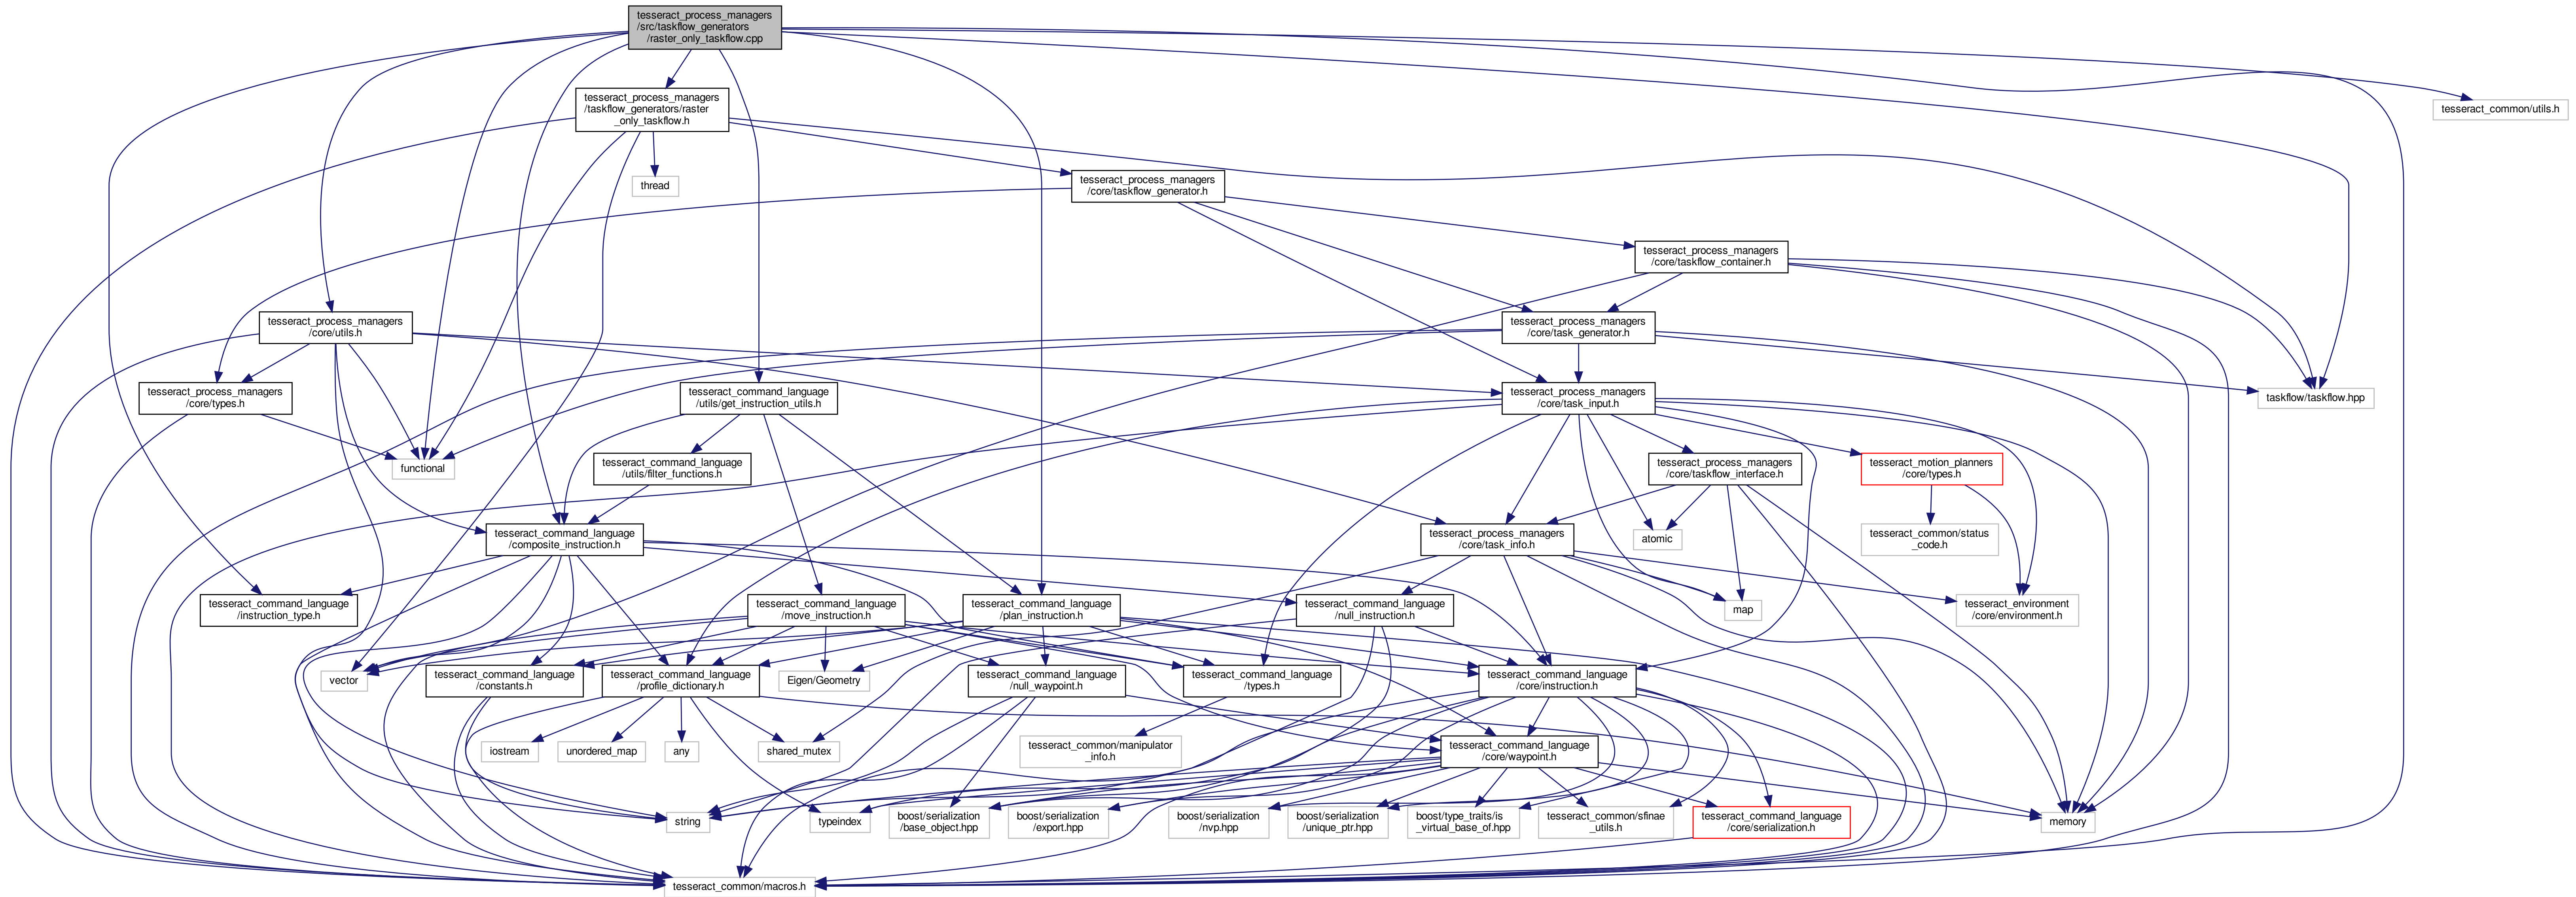 tesseract_process_managers
/src/taskflow_generators
/raster_only_taskflow.cpp
tesseract_process_managers
/taskflow_generators/raster
_only_taskflow.h
tesseract_common/utils.h
thread
tesseract_process_managers
/core/taskflow_generator.h
tesseract_process_managers
/core/taskflow_container.h
tesseract_process_managers
/core/utils.h
tesseract_process_managers
/core/task_generator.h
tesseract_process_managers
/core/types.h
tesseract_command_language
/utils/get_instruction_utils.h
tesseract_process_managers
/core/task_input.h
taskflow/taskflow.hpp
functional
tesseract_command_language
/utils/filter_functions.h
tesseract_process_managers
/core/taskflow_interface.h
tesseract_motion_planners
/core/types.h
tesseract_command_language
/composite_instruction.h
tesseract_process_managers
/core/task_info.h
atomic
tesseract_common/status
_code.h
tesseract_command_language
/instruction_type.h
tesseract_command_language
/move_instruction.h
tesseract_command_language
/plan_instruction.h
tesseract_command_language
/null_instruction.h
map
tesseract_environment
/core/environment.h
vector
tesseract_command_language
/constants.h
tesseract_command_language
/profile_dictionary.h
Eigen/Geometry
tesseract_command_language
/null_waypoint.h
tesseract_command_language
/types.h
tesseract_command_language
/core/instruction.h
iostream
unordered_map
any
shared_mutex
tesseract_common/manipulator
_info.h
tesseract_command_language
/core/waypoint.h
string
typeindex
boost/serialization
/base_object.hpp
boost/serialization
/export.hpp
boost/serialization
/nvp.hpp
boost/serialization
/unique_ptr.hpp
boost/type_traits/is
_virtual_base_of.hpp
tesseract_common/sfinae
_utils.h
tesseract_command_language
/core/serialization.h
memory
tesseract_common/macros.h